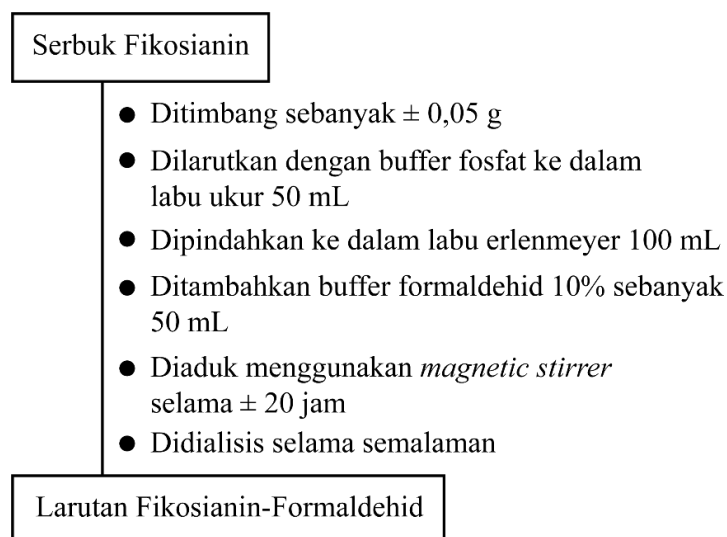 Serbuk Fikosianin
● Ditimbang sebanyak ± 0,05 g
● Dilarutkan dengan buffer fosfat ke dalam
labu ukur 50 mL
● Dipindahkan ke dalam labu erlenmeyer 100 mL
● Ditambahkan buffer formaldehid 10% sebanyak
50 mL
● Diaduk menggunakan magnetic stirrer
selama ± 20 jam
● Didialisis selama semalaman
Larutan Fikosianin-Formaldehid